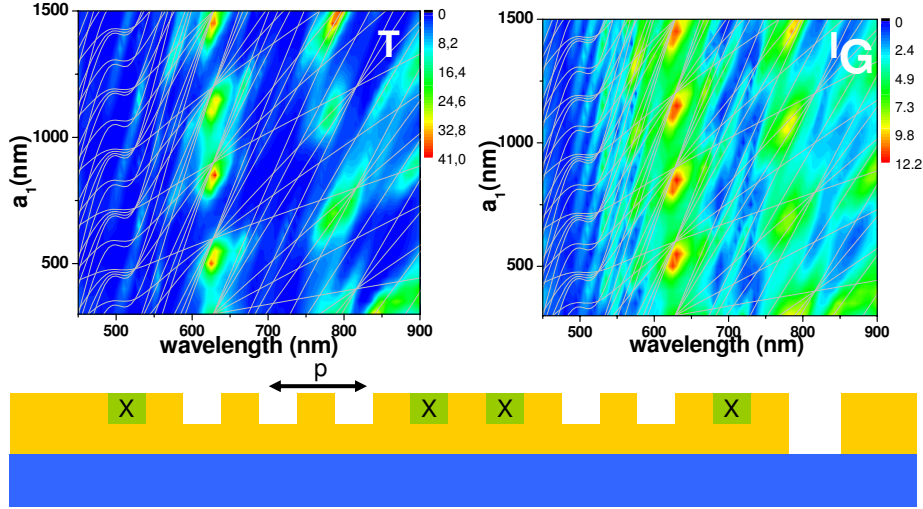 1500
1000
500
a₁(nm)
500 600 700 800 900
wavelength (nm)
T
0
8,2
16,4
24,6
32,8
41,0
1500
1000
500
a₁(nm)
500 600 700 800 900
wavelength (nm)
ᴵG
0
2.4
4.9
7.3
9.8
12.2
p
X X X X